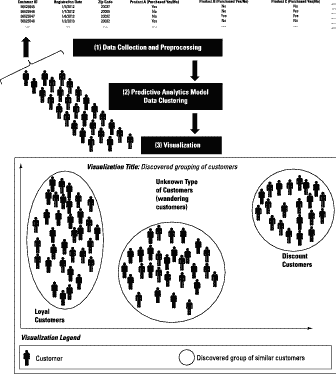 Customer ID Registration Date Zip Code Product A (Purchased Yes/No) Product B (Purchased Yes/No) Product C (Purchased Yes/No)
Yes No No
No No Yes
No Yes No
Yes No No
(1) Data Collection and Preprocessing
(2) Predictive Analytics Model
Data Clustering
(3) Visualization
Visualization Title: Discovered grouping of customers
Unknown Type
of Customers
(wandering
customers)
Loyal
Customers
Discount
Customers
Visualization Legend
Customer
Discovered group of similar customers